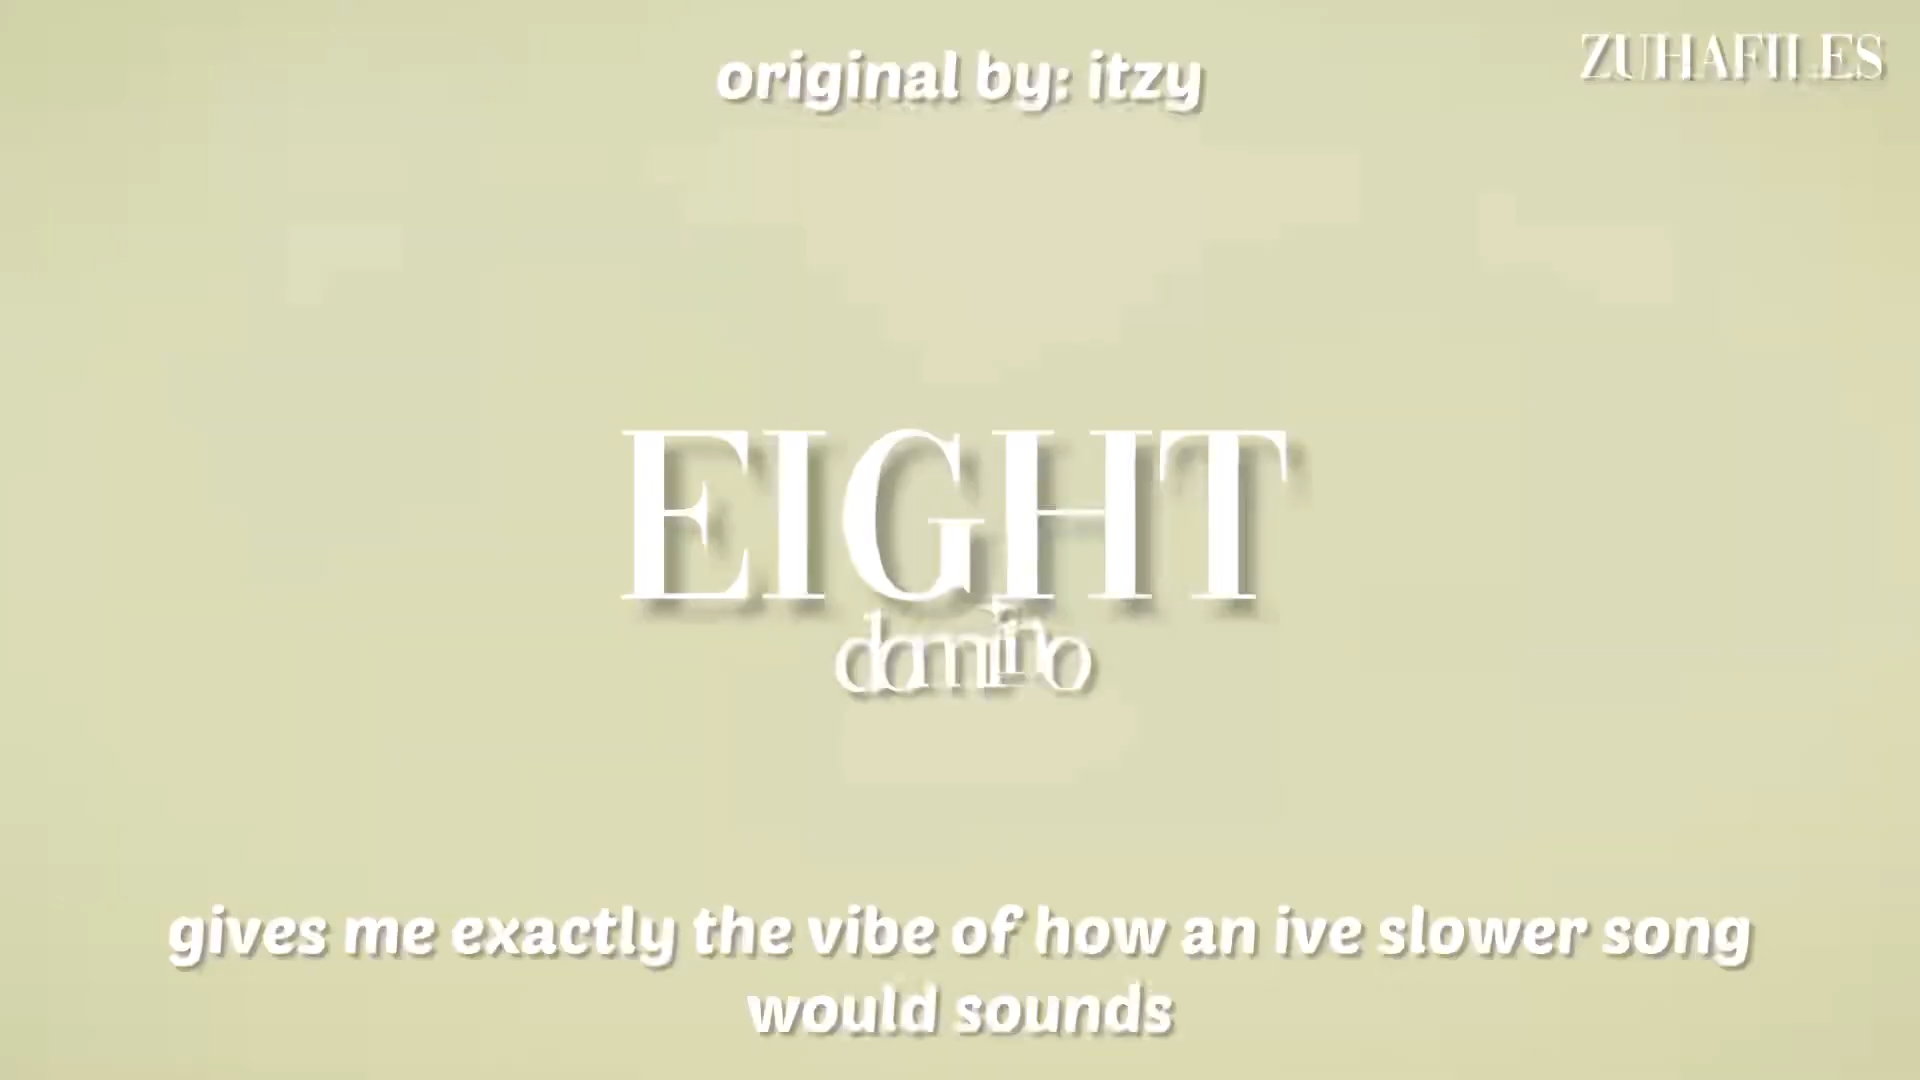 original by: itzy
ZUHAFILES
EIGHT
domino
gives me exactly the vibe of how an ive slower song
would sounds